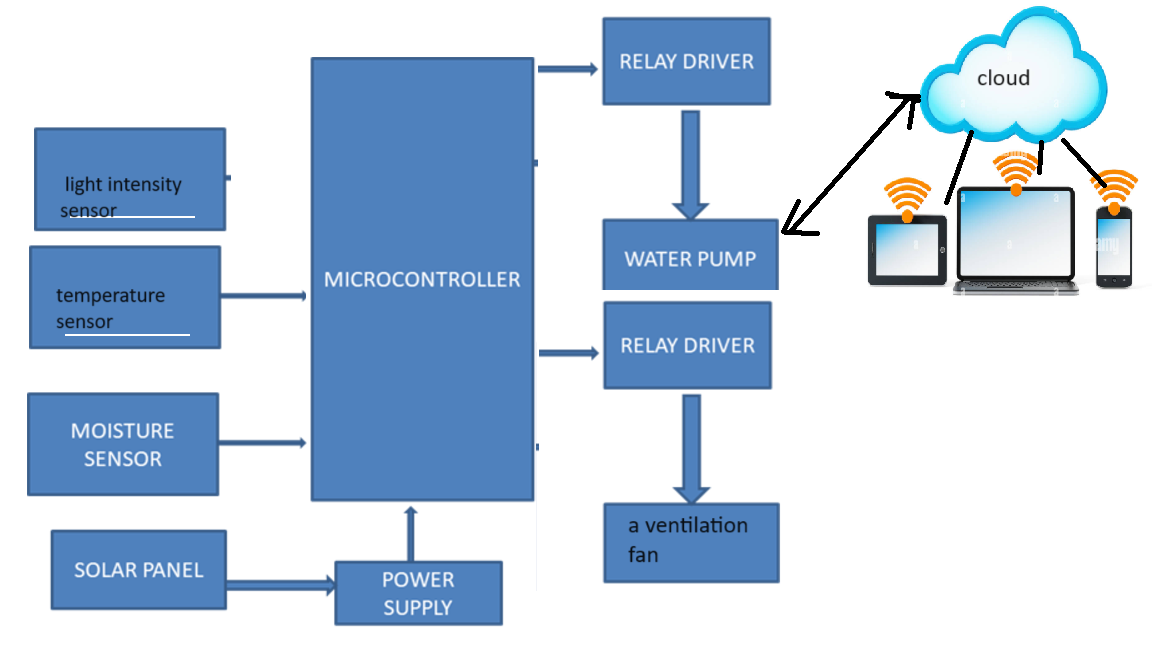 RELAY DRIVER
cloud
light intensity
sensor
WATER PUMP
MICROCONTROLLER
temperature
sensor
RELAY DRIVER
MOISTURE
SENSOR
a ventilation
fan
SOLAR PANEL
POWER
SUPPLY